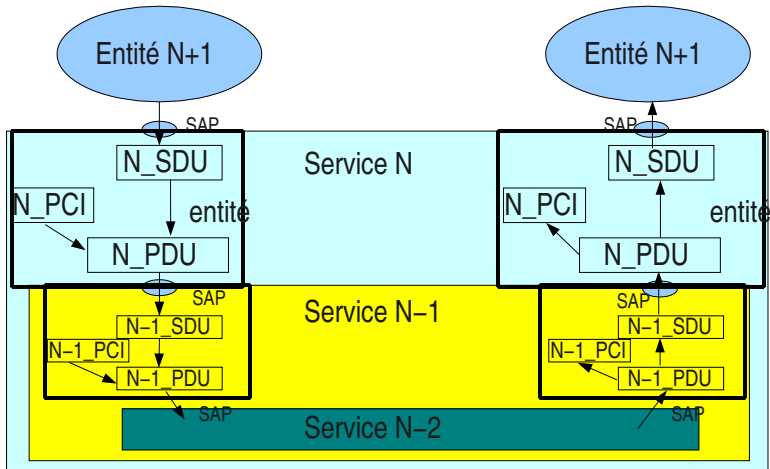 Entité N+1
Entité N+1
SAP
SAP
N_SDU
Service N
N_SDU
N_PCI
entité
N_PCI
entité
N_PDU
N_PDU
SAP
SAP
Service N−1
N−1_SDU
N−1_SDU
N−1_PCI
N−1_PCI
N−1_PDU
N−1_PDU
SAP
Service N−2
SAP